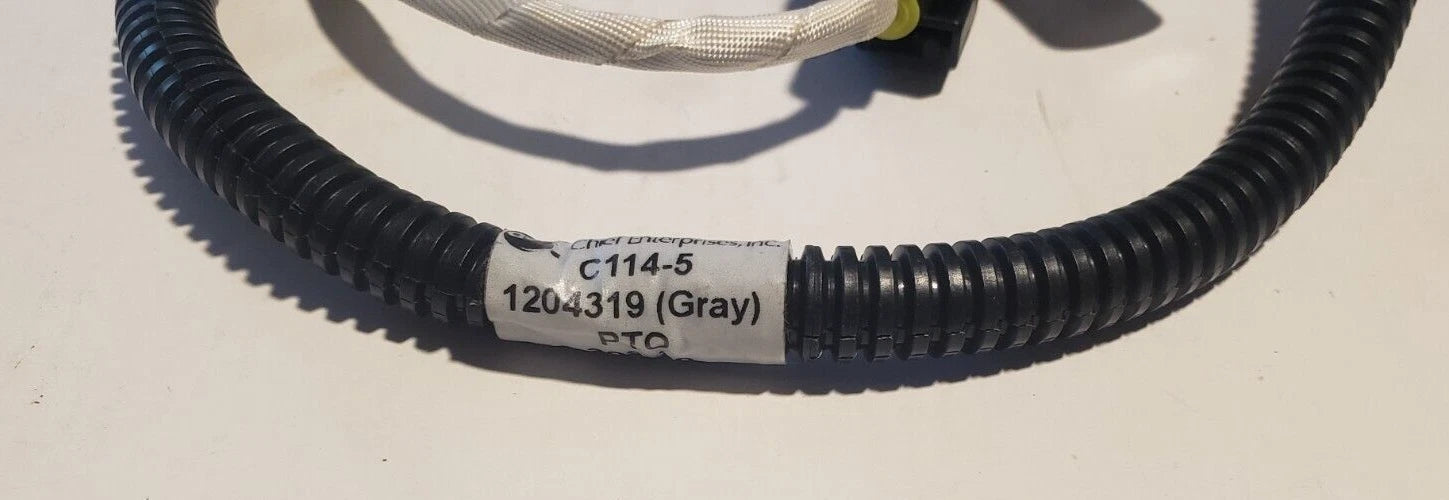 Chief Enterprises, Inc.
C114-5
1204319 (Gray)
PTO